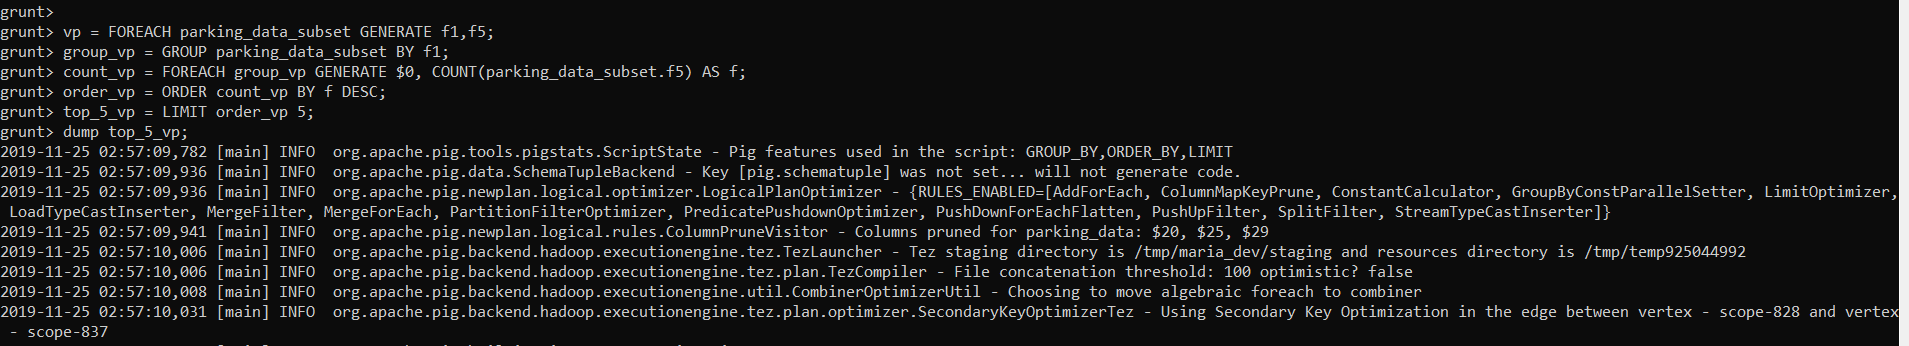 grunt>
grunt> vp = FOREACH parking_data_subset GENERATE f1,f5;
grunt> group_vp = GROUP parking_data_subset BY f1;
grunt> count_vp = FOREACH group_vp GENERATE $0, COUNT(parking_data_subset.f5) AS f;
grunt> order_vp = ORDER count_vp BY f DESC;
grunt> top_5_vp = LIMIT order_vp 5;
grunt> dump top_5_vp;
2019-11-25 02:57:09,782 [main] INFO  org.apache.pig.tools.pigstats.ScriptState - Pig features used in the script: GROUP_BY,ORDER_BY,LIMIT
2019-11-25 02:57:09,936 [main] INFO  org.apache.pig.data.SchemaTupleBackend - Key [pig.schematuple] was not set... will not generate code.
2019-11-25 02:57:09,936 [main] INFO  org.apache.pig.newplan.logical.optimizer.LogicalPlanOptimizer - {RULES_ENABLED=[AddForEach, ColumnMapKeyPrune, ConstantCalculator, GroupByConstParallelSetter, LimitOptimizer,
 LoadTypeCastInserter, MergeFilter, MergeForEach, PartitionFilterOptimizer, PredicatePushdownOptimizer, PushDownForEachFlatten, PushUpFilter, SplitFilter, StreamTypeCastInserter]}
2019-11-25 02:57:09,941 [main] INFO  org.apache.pig.newplan.logical.rules.ColumnPruneVisitor - Columns pruned for parking_data: $20, $25, $29
2019-11-25 02:57:10,006 [main] INFO  org.apache.pig.backend.hadoop.executionengine.tez.TezLauncher - Tez staging directory is /tmp/maria_dev/staging and resources directory is /tmp/temp925044992
2019-11-25 02:57:10,006 [main] INFO  org.apache.pig.backend.hadoop.executionengine.tez.plan.TezCompiler - File concatenation threshold: 100 optimistic? false
2019-11-25 02:57:10,008 [main] INFO  org.apache.pig.backend.hadoop.executionengine.util.CombinerOptimizerUtil - Choosing to move algebraic foreach to combiner
2019-11-25 02:57:10,031 [main] INFO  org.apache.pig.backend.hadoop.executionengine.tez.plan.optimizer.SecondaryKeyOptimizerTez - Using Secondary Key Optimization in the edge between vertex - scope-828 and vertex
 - scope-837